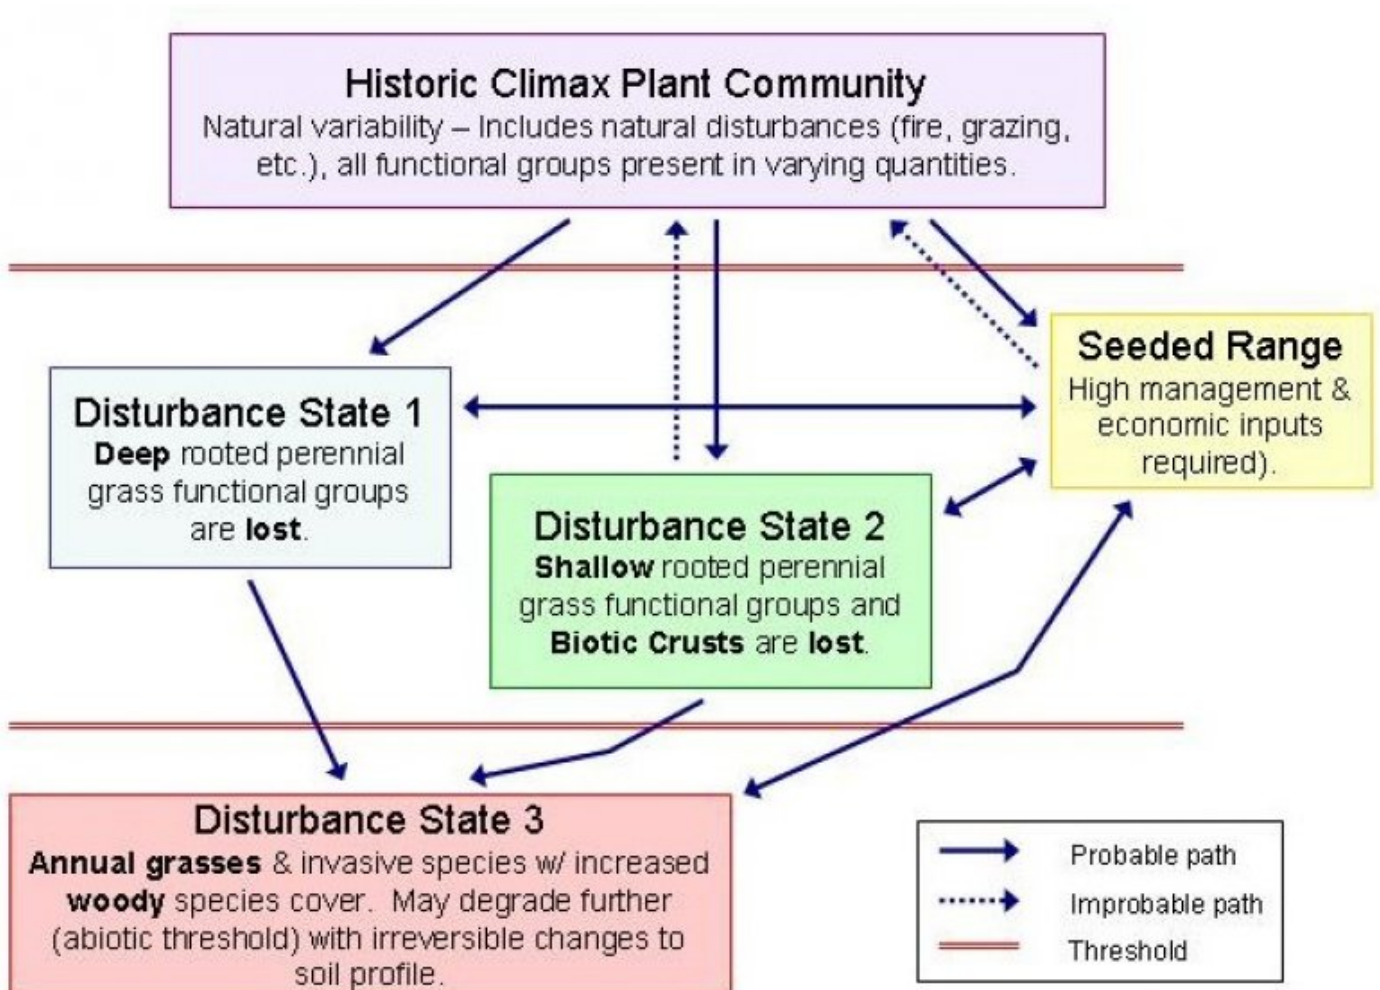 Historic Climax Plant Community
Natural variability – Includes natural disturbances (fire, grazing,
etc.), all functional groups present in varying quantities.
Seeded Range
High management &
economic inputs
required).
Disturbance State 1
Deep rooted perennial
grass functional groups
are lost.
Disturbance State 2
Shallow rooted perennial
grass functional groups and
Biotic Crusts are lost.
Disturbance State 3
Annual grasses & invasive species w/ increased
woody species cover. May degrade further
(abiotic threshold) with irreversible changes to
soil profile.
Probable path
Improbable path
Threshold